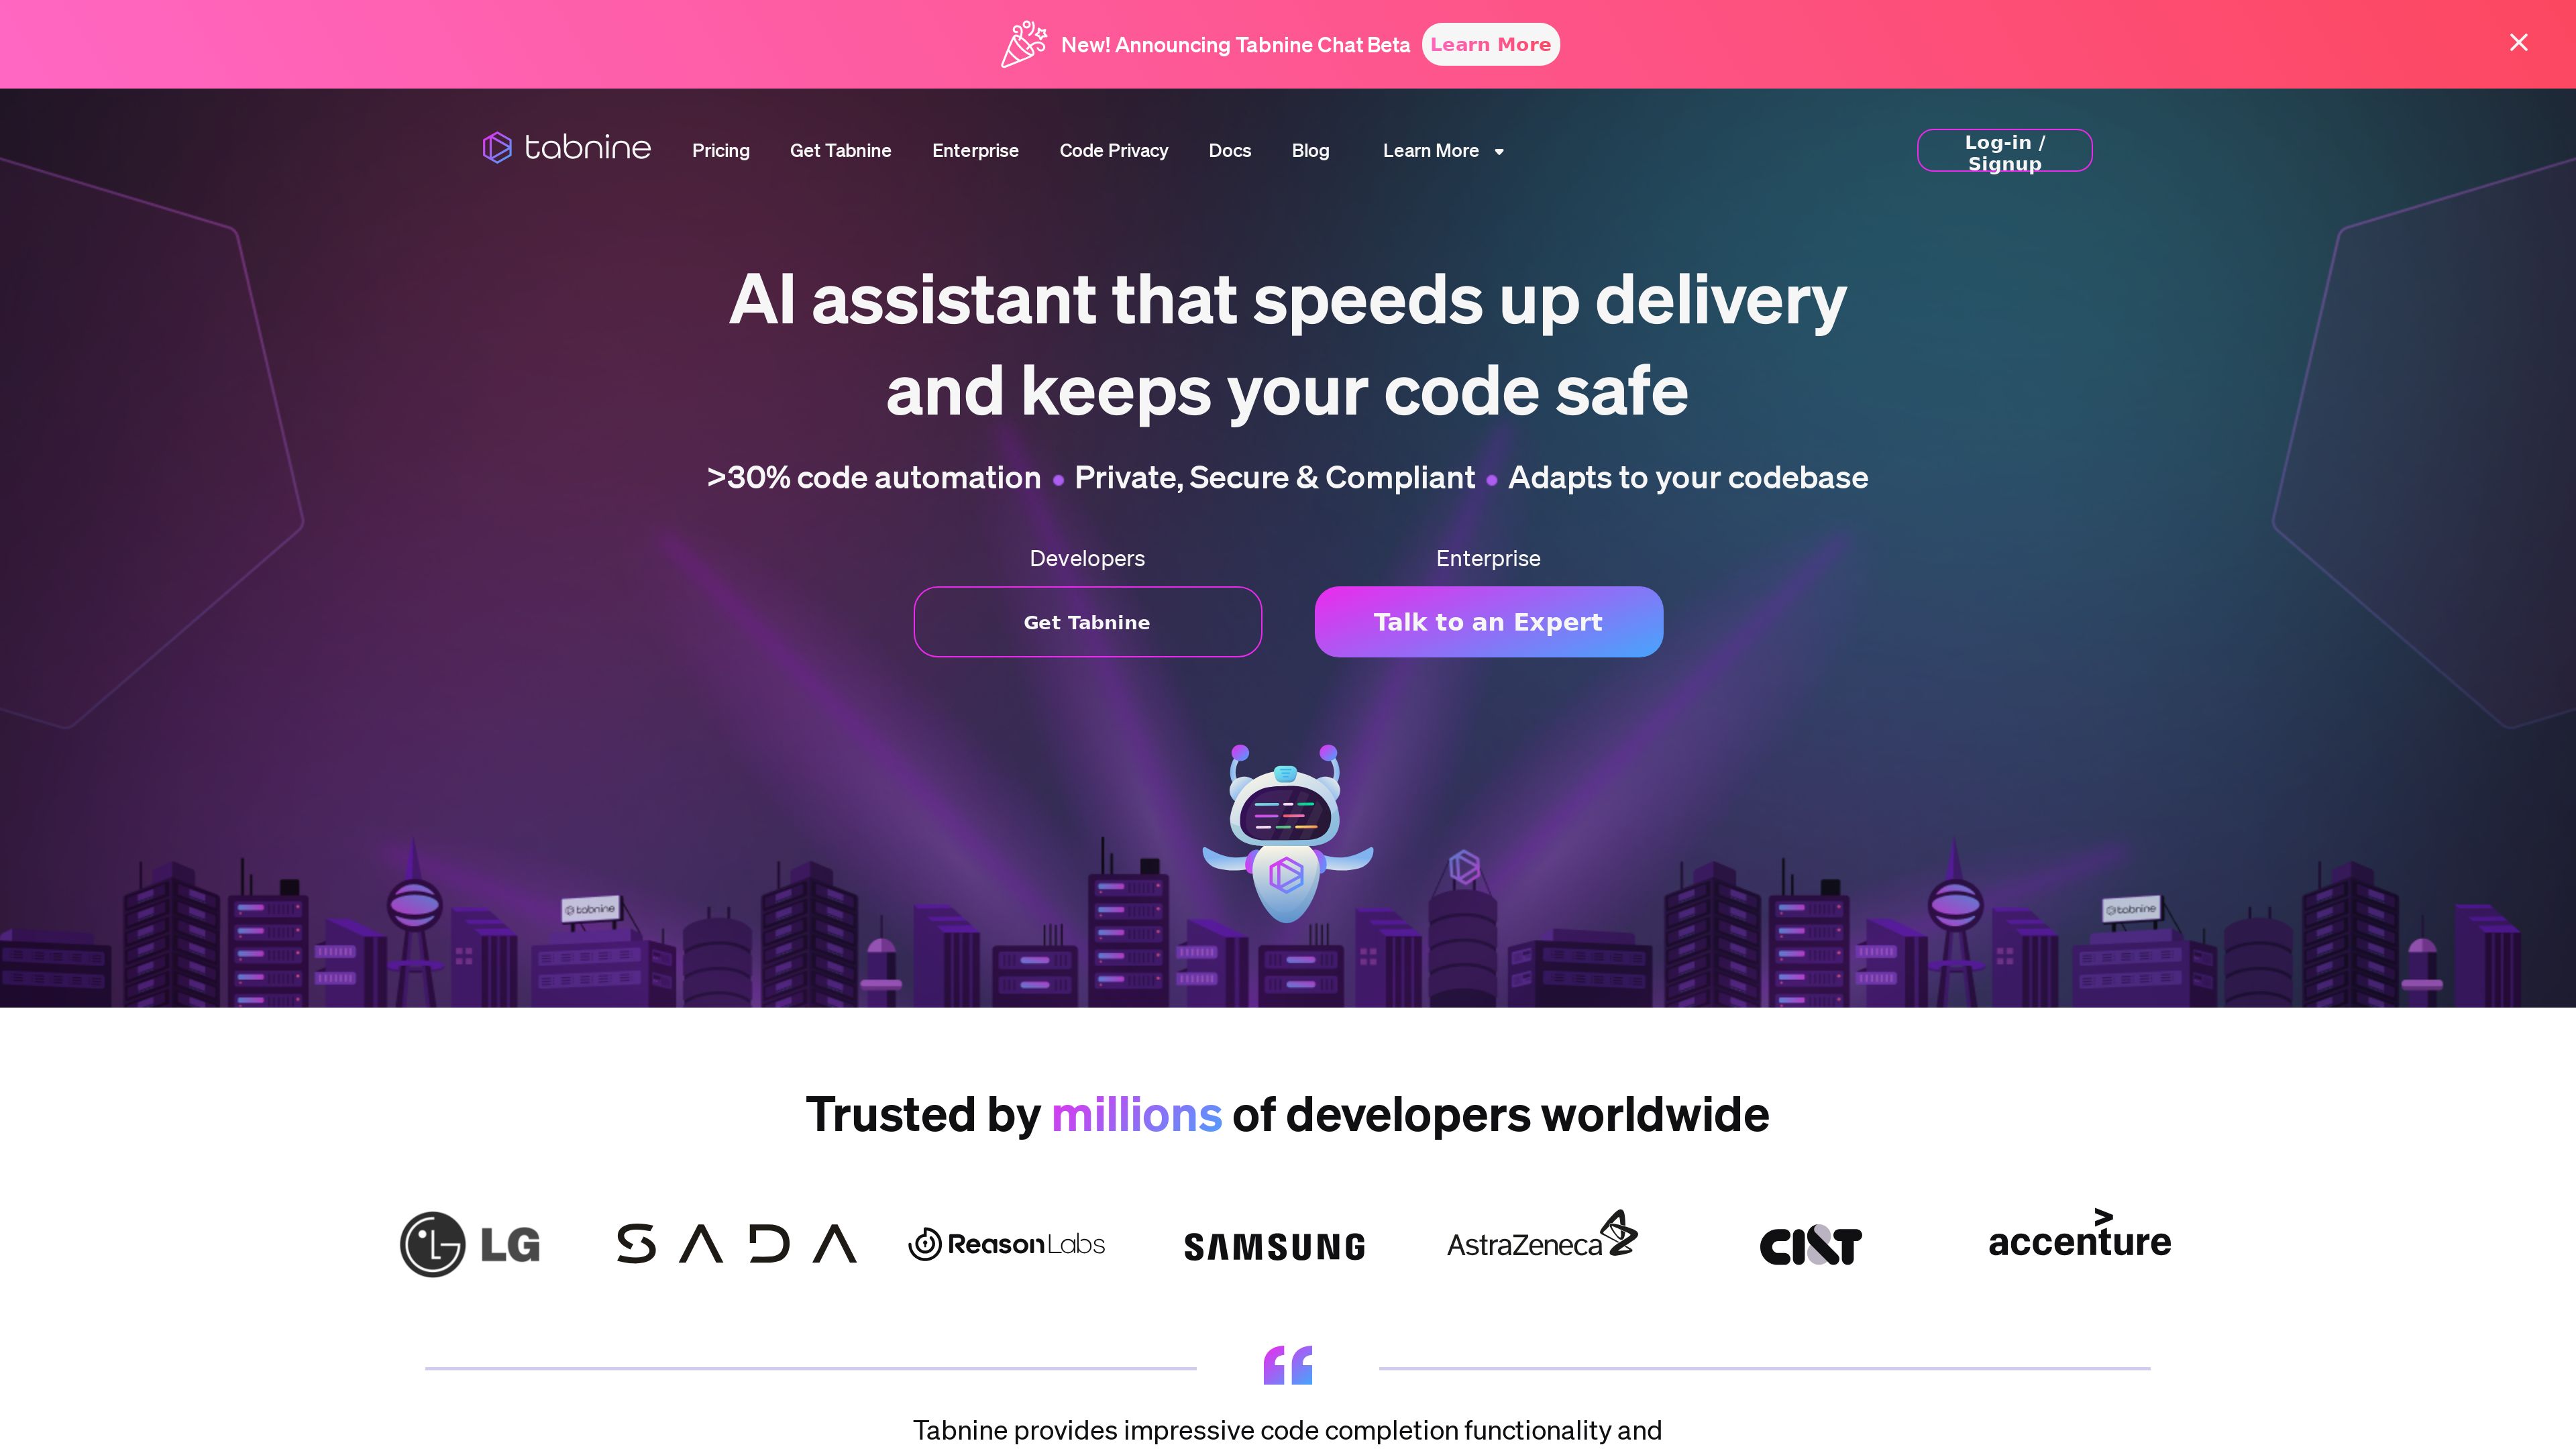 New! Announcing Tabnine Chat Beta Learn More
tabnine Pricing Get Tabnine Enterprise Code Privacy Docs Blog Learn More Log-in / Signup
AI assistant that speeds up delivery
and keeps your code safe
>30% code automation • Private, Secure & Compliant • Adapts to your codebase
Developers Enterprise
Get Tabnine Talk to an Expert
tabnine tabnine
Trusted by millions of developers worldwide
LG SADA ReasonLabs SAMSUNG AstraZeneca CI&T accenture
Tabnine provides impressive code completion functionality and